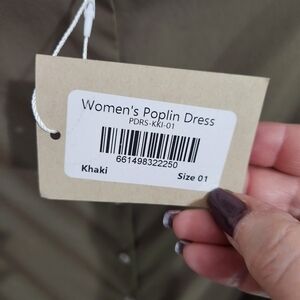 Women's Poplin Dress
PDRS-KKI-01
661498322250
Khaki
Size 01